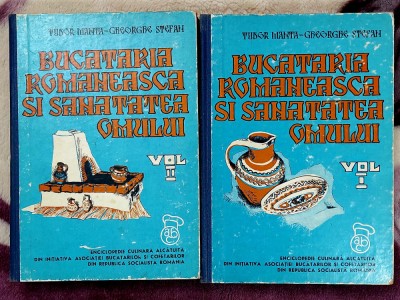 TUDOR MANTA-GHEORGHE ȘTEFAN
BUCATARIA
ROMANEASCA
SI SANATATEA
OMULUI
VOL
II
ENCICLOPEDIE CULINARA ALCATUITA
DIN INITIATIVA ASOCIATIEI BUCATARILOR SI COFETARILOR
DIN REPUBLICA SOCIALISTA ROMANIA
TUDOR MANTA-GHEORGHE ȘTEFAN
BUCATARIA
ROMANEASCA
SI SANATATEA
OMULUI
VOL
I
ENCICLOPEDIE CULINARA ALCATUITA
DIN INITIATIVA ASOCIATIEI BUCATARILOR SI COFETARILOR
DIN REPUBLICA SOCIALISTA ROMANIA